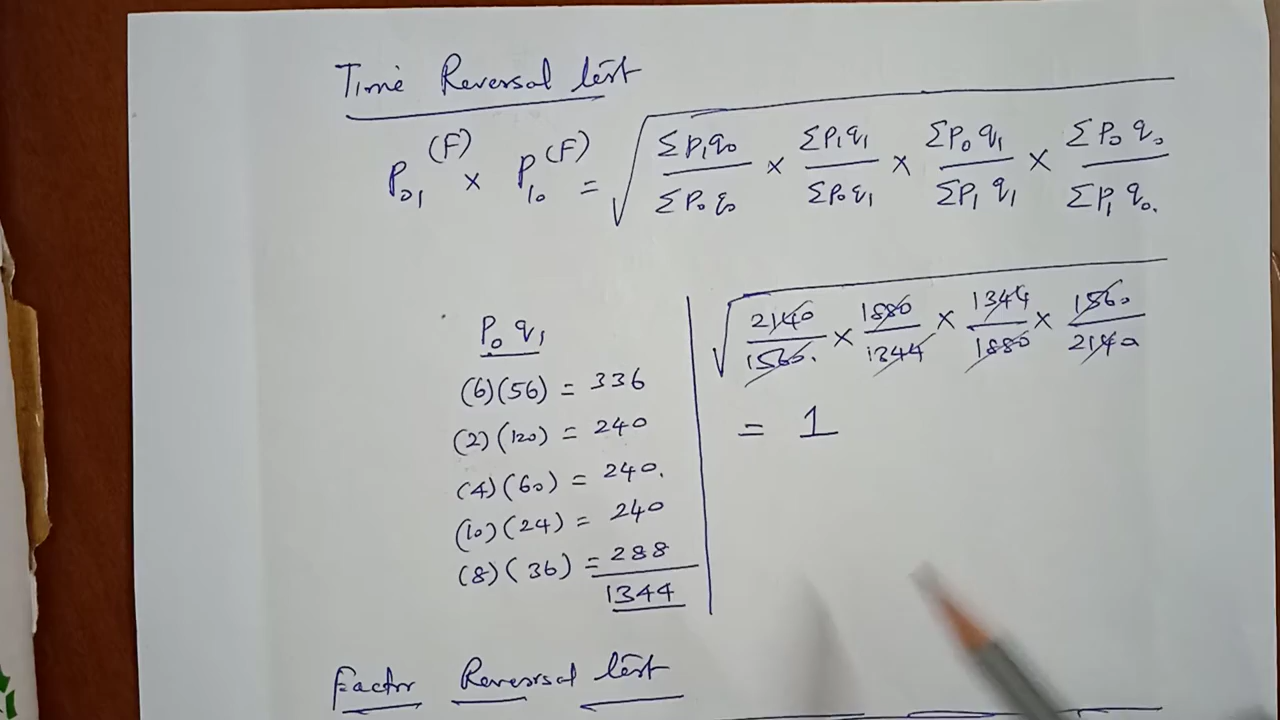 Time Reversal test
P₀₁(F) × P₁₀(F) = √ ΣP₁q₀/ΣP₀q₀ × ΣP₁q₁/ΣP₀q₁ × ΣP₀q₁/ΣP₁q₁ × ΣP₀q₀/ΣP₁q₀.
P₀q₁
(6)(56) = 336
(2)(120) = 240
(4)(60) = 240.
(10)(24) = 240
(8)(36) = 288
1344
√ 2140/1560. × 1880/1344 × 1344/1880 × 1560/2140
= 1
Factor Reversal test